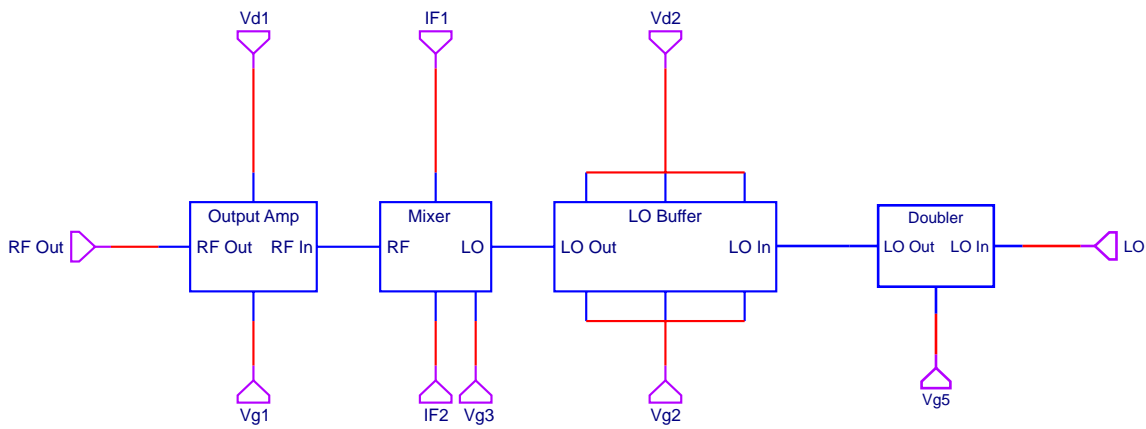 Vd1
IF1
Vd2
Output Amp
Mixer
LO Buffer
Doubler
RF Out
RF Out
RF In
RF
LO
LO Out
LO In
LO Out
LO In
LO
Vg1
IF2
Vg3
Vg2
Vg5